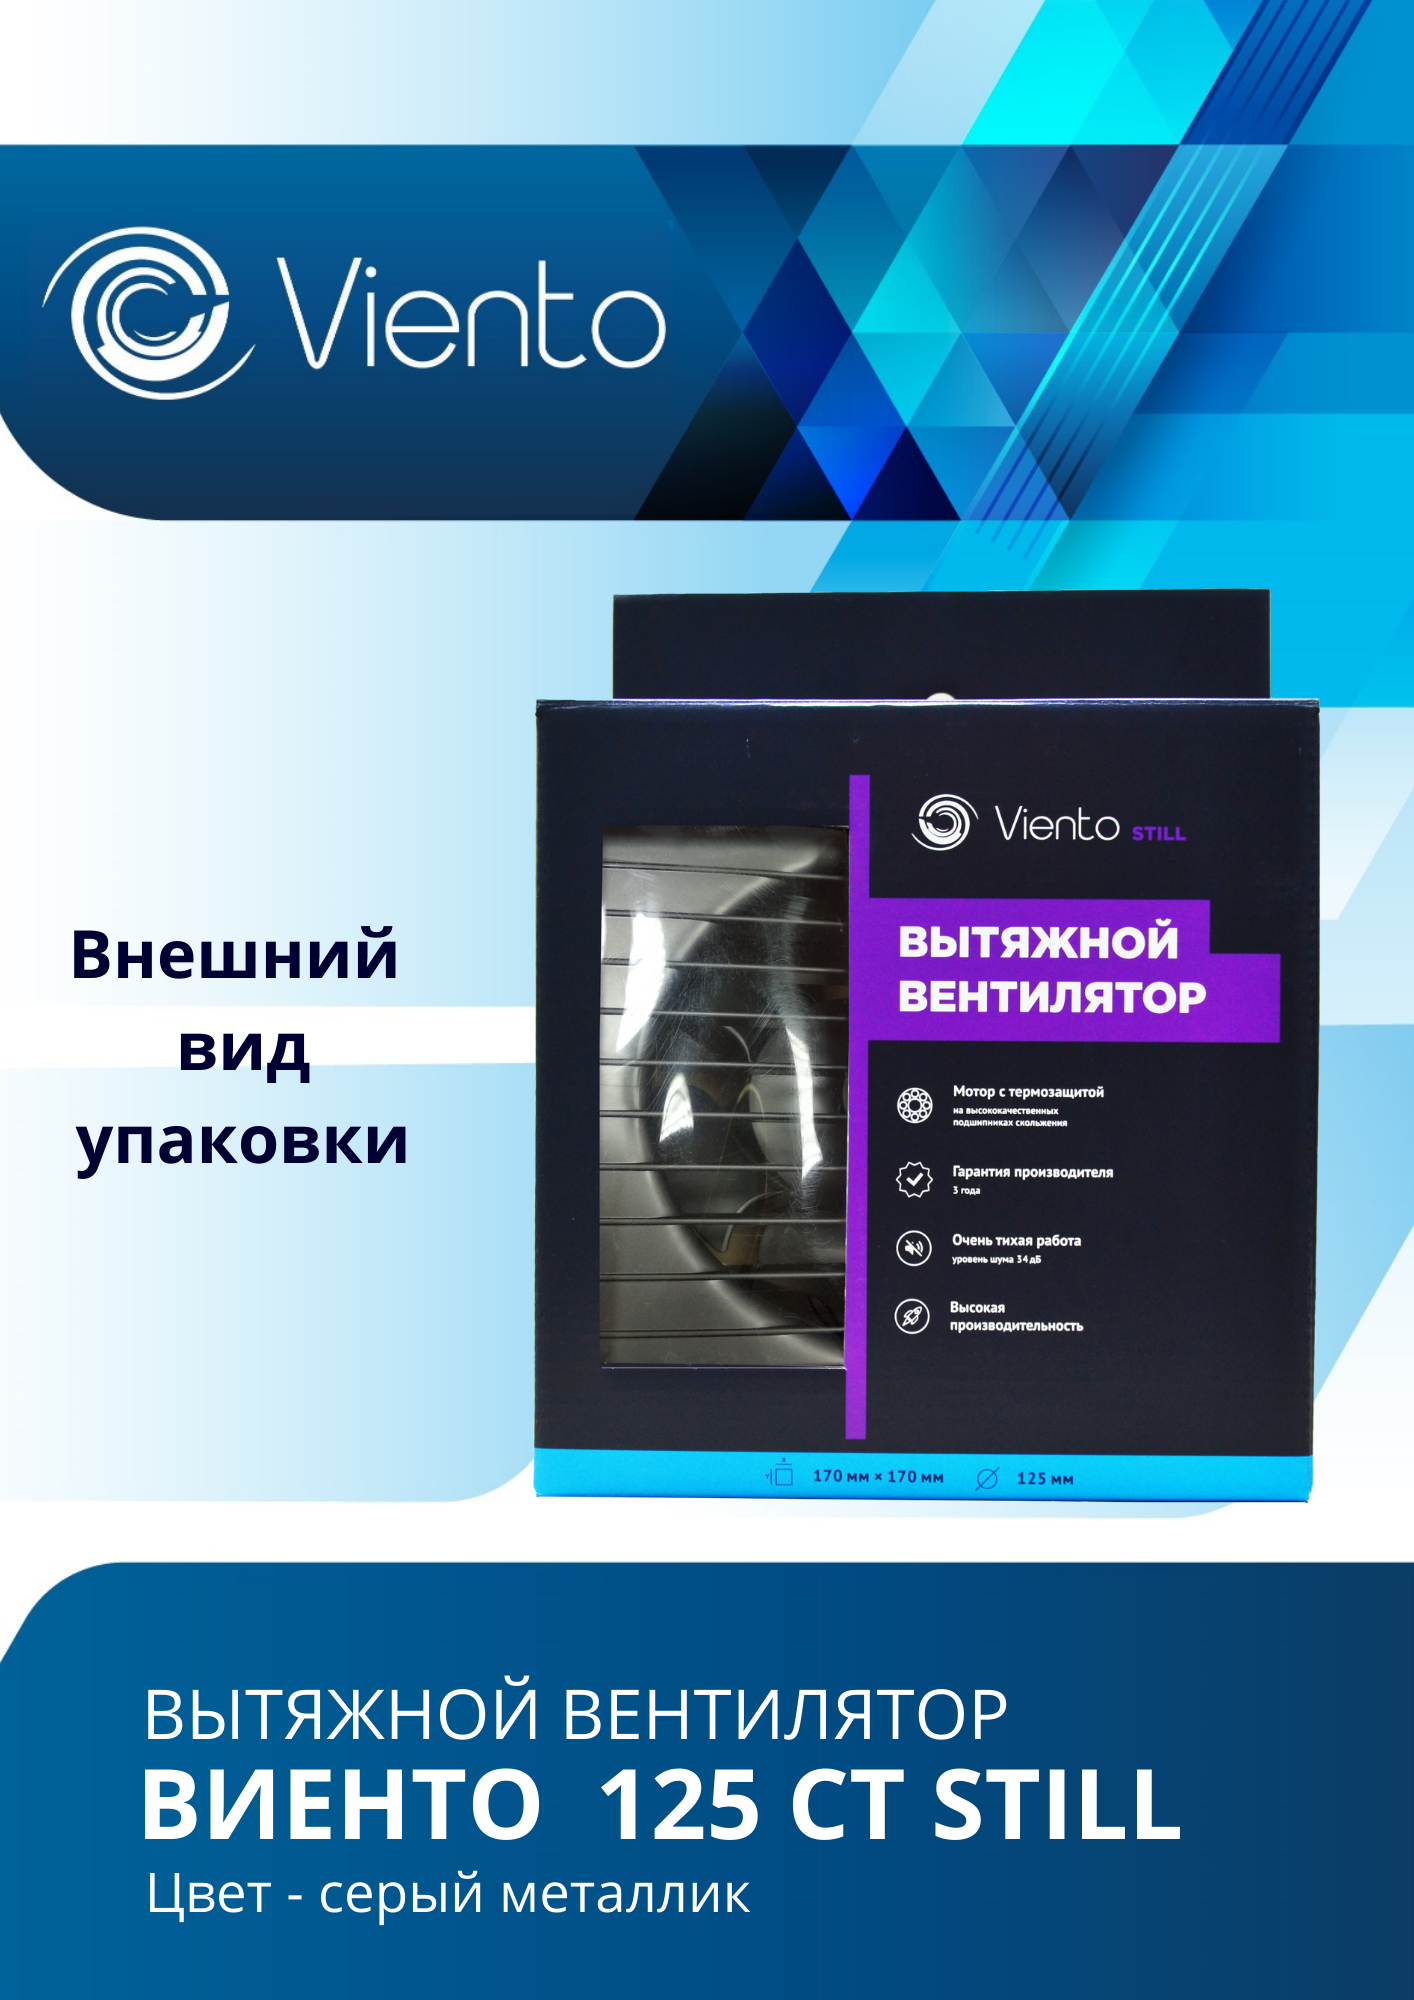 Viento
Внешний
вид
упаковки
Viento STILL
ВЫТЯЖНОЙ
ВЕНТИЛЯТОР
Мотор с термозащитой
на высококачественных
подшипниках скольжения
Гарантия производителя
3 года
Очень тихая работа
уровень шума 34 дБ
Высокая
производительность
170 мм × 170 мм 125 мм
ВЫТЯЖНОЙ ВЕНТИЛЯТОР
ВИЕНТО 125 СТ STILL
Цвет - серый металлик